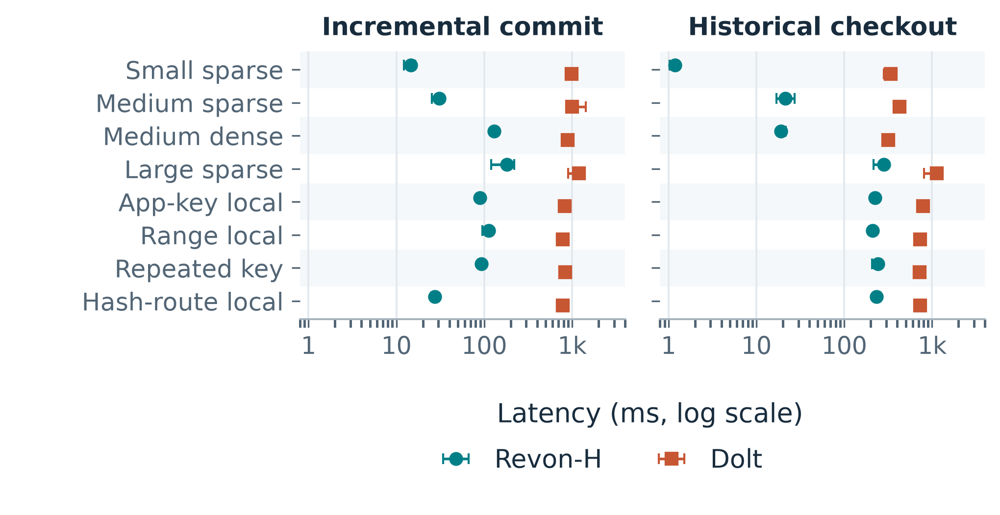 Incremental commit
Historical checkout
Small sparse
Medium sparse
Medium dense
Large sparse
App-key local
Range local
Repeated key
Hash-route local
1 10 100 1k
1 10 100 1k
Latency (ms, log scale)
Revon-H
Dolt